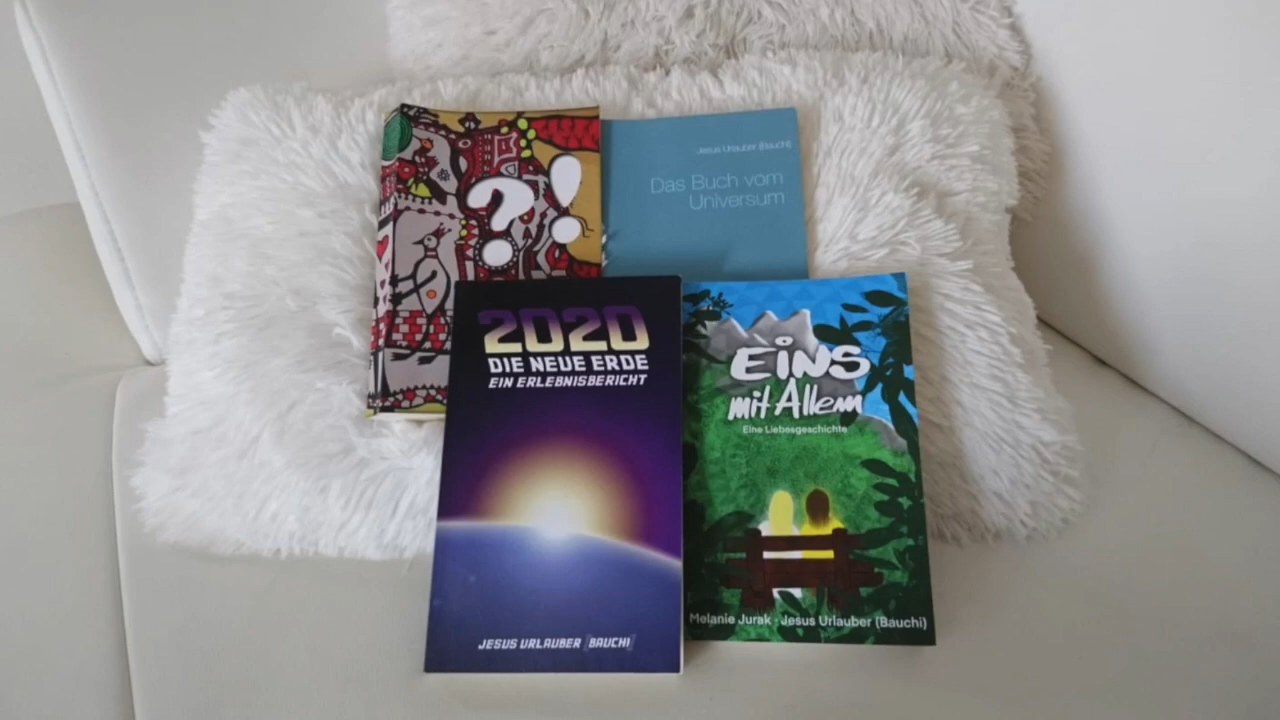 ?!
Jesus Urlauber (Bauchi)
Das Buch vom
Universum
2020
DIE NEUE ERDE
EIN ERLEBNISBERICHT
JESUS URLAUBER [BAUCHI]
EINS
mit Allem
Eine Liebesgeschichte
Melanie Jurak · Jesus Urlauber (Bauchi)